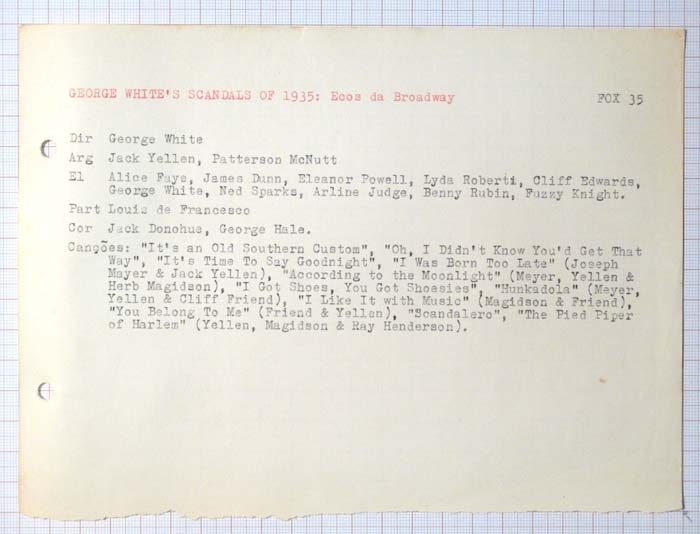 GEORGE WHITE'S SCANDALS OF 1935: Ecos da Broadway FOX 35
Dir George White
Arg Jack Yellen, Patterson McNutt
El Alice Faye, James Dunn, Eleanor Powell, Lyda Roberti, Cliff Edwards,
George White, Ned Sparks, Arline Judge, Benny Rubin, Fuzzy Knight.
Part Louis de Francesco
Cor Jack Donohue, George Hale.
Canções: "It's an Old Southern Custom", "Oh, I Didn't Know You'd Get That
Way", "It's Time To Say Goodnight", "I Was Born Too Late" (Joseph
Mayer & Jack Yellen), "According to the Moonlight" (Meyer, Yellen &
Herb Magidson), "I Got Shoes, You Got Shoesies", "Hunkadola" (Meyer,
Yellen & Cliff Friend), "I Like It with Music" (Magidson & Friend),
"You Belong To Me" (Friend & Yellen), "Scandalero", "The Pied Piper
of Harlem" (Yellen, Magidson & Ray Henderson).